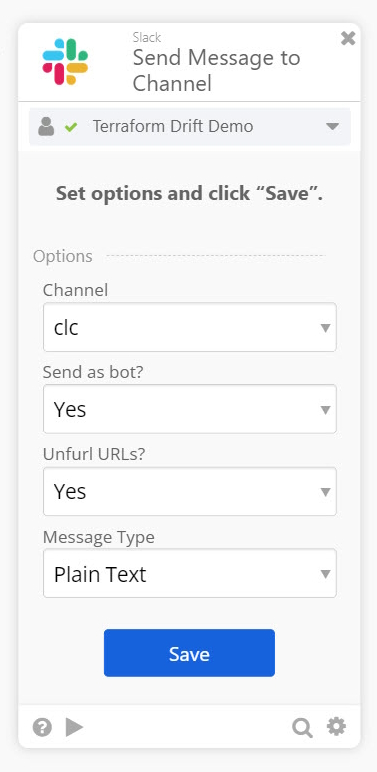 Slack
Send Message to
Channel
Terraform Drift Demo
Set options and click “Save”.
Options
Channel
clc
Send as bot?
Yes
Unfurl URLs?
Yes
Message Type
Plain Text
Save